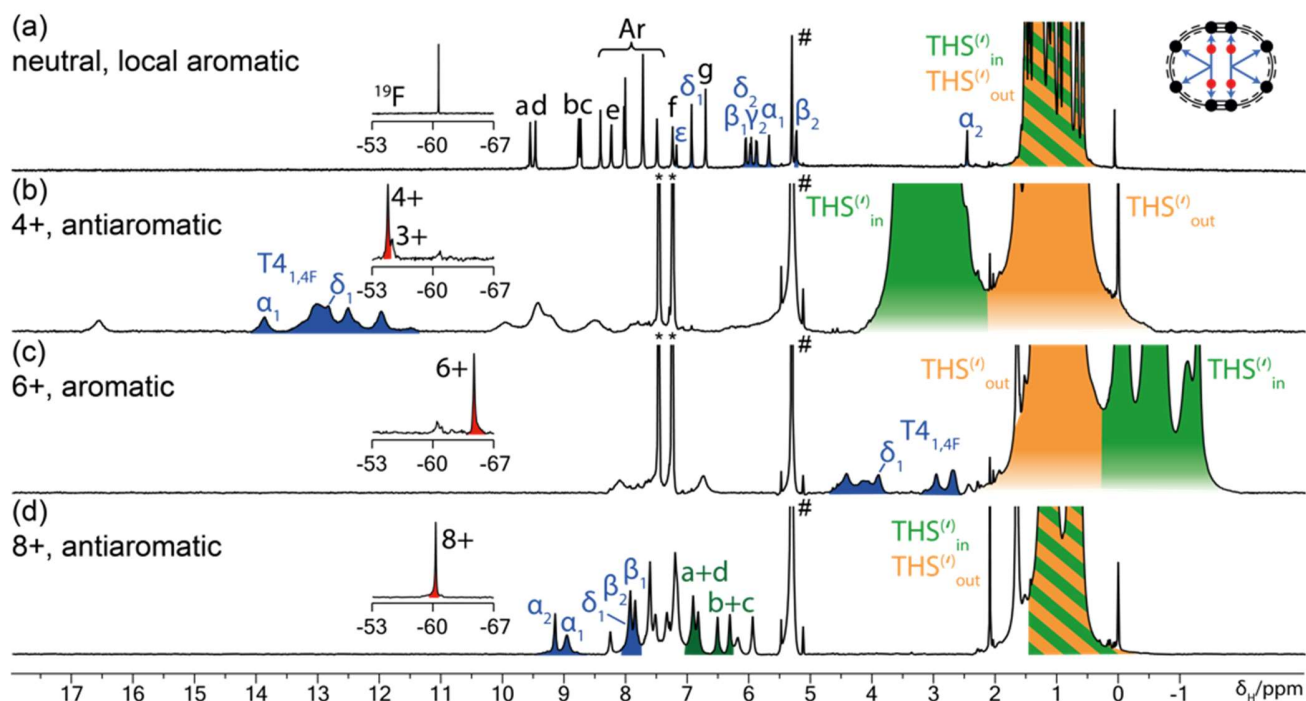 (a)
neutral, local aromatic
¹⁹F
-53 -60 -67
Ar
#
a d b c e f g
ε δ₁ β₁ δ₂ γ₂ α₁ β₂
α₂
THS⁽′⁾in
THS⁽′⁾out
(b)
4+, antiaromatic
4+
3+
-53 -60 -67
α₁ T4₁,₄F δ₁
* *
#
THS⁽′⁾in
THS⁽′⁾out
(c)
6+, aromatic
6+
-53 -60 -67
* *
#
δ₁ T4₁,₄F
THS⁽′⁾out
THS⁽′⁾in
(d)
8+, antiaromatic
8+
-53 -60 -67
α₂ α₁ δ₁ β₂ β₁
a+d
b+c
#
THS⁽′⁾in
THS⁽′⁾out
17 16 15 14 13 12 11 10 9 8 7 6 5 4 3 2 1 0 -1 δH/ppm